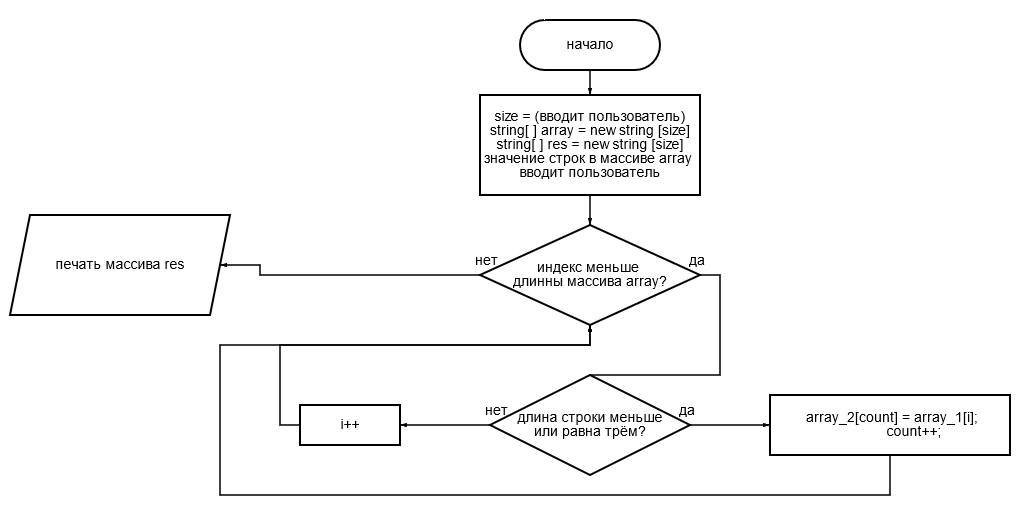 начало
size = (вводит пользователь)
string[ ] array = new string [size]
string[ ] res = new string [size]
значение строк в массиве array
вводит пользователь
нет
да
печать массива res
индекс меньше
длинны массива array?
нет
да
i++
длина строки меньше
или равна трём?
array_2[count] = array_1[i];
count++;